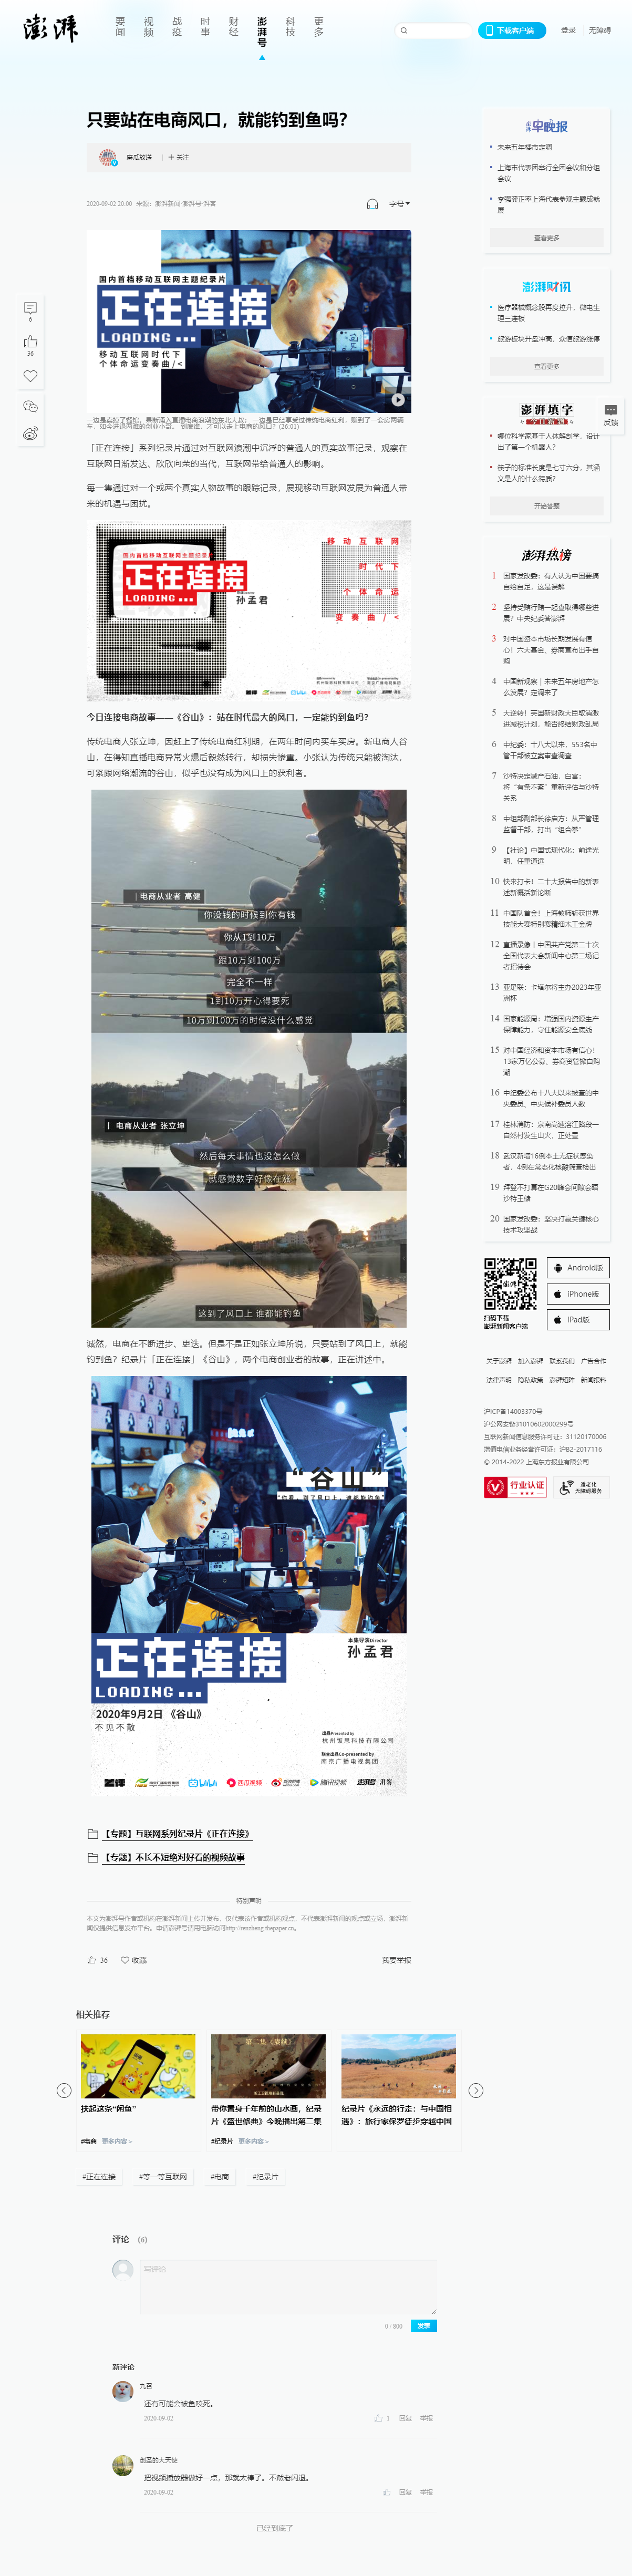 澎湃
要闻
视频
战疫
时事
财经
澎湃号
科技
更多
下载客户端
登录
无障碍
只要站在电商风口，就能钓到鱼吗？
麻瓜放送
+ 关注
2020-09-02 20:00 来源：澎湃新闻·澎湃号·湃客
字号
国内首档移动互联网主题纪录片
正在连接
LOADING...
移动互联网时代下
个体命运变奏曲/<
「正在连接」系列纪录片通过对互联网浪潮中沉浮的普通人的真实故事记录，观察在
互联网日渐发达、欣欣向荣的当代，互联网带给普通人的影响。
每一集通过对一个或两个真实人物故事的跟踪记录，展现移动互联网发展为普通人带
来的机遇与困扰。
国内首档移动互联网主题纪录片
正在连接
LOADING...
孙孟君
移动互联网
时代下
个体命运
变奏曲/<
今日连接电商故事——《谷山》：站在时代最大的风口，一定能钓到鱼吗？
传统电商人张立坤，因赶上了传统电商红利期，在两年时间内买车买房。新电商人谷
山，在得知直播电商异常火爆后毅然转行，却损失惨重。小张认为传统只能被淘汰，
可紧跟网络潮流的谷山，似乎也没有成为风口上的获利者。
| 电商从业者 高健
你没钱的时候到你有钱
你从1到10万
跟10万到100万
完全不一样
1到10万开心得要死
10万到100万的时候没什么感觉
| 电商从业者 张立坤
然后每天事情也没怎么做
就感觉数字好像在涨
这到了风口上 谁都能钓鱼
诚然，电商在不断进步、更迭。但是不是正如张立坤所说，只要站到了风口上，就能
钓到鱼？纪录片「正在连接」《谷山》，两个电商创业者的故事，正在讲述中。
“谷山”
“你看，到了风口上，谁都能钓鱼”
正在连接
LOADING...
本集导演Director
孙孟君
2020年9月2日 《谷山》
不见不散
出品Presented by
杭州饭思科技有限公司
联合出品Co-presented by
南京广播电视集团
差评
bilibili
西瓜视频
腾讯视频
澎湃号·湃客
【专题】互联网系列纪录片《正在连接》
【专题】不长不短绝对好看的视频故事
特别声明
本文为澎湃号作者或机构在澎湃新闻上传并发布，仅代表该作者或机构观点，不代表澎湃新闻的观点或立场，澎湃新
闻仅提供信息发布平台。申请澎湃号请用电脑访问http://renzheng.thepaper.cn。
36
收藏
我要举报
相关推荐
扶起这条“闲鱼”
#电商 更多内容 >
第二集《赓续》
带你置身千年前的山水画，纪录
片《盛世修典》今晚播出第二集
#纪录片 更多内容 >
纪录片《永远的行走：与中国相
遇》：旅行家保罗徒步穿越中国
#正在连接
#等一等互联网
#电商
#纪录片
评论 (6)
写评论
0 / 800
发表
新评论
九召
还有可能会被鱼咬死。
2020-09-02
1
回复
举报
创圣的大天使
把视频播放器做好一点，那就太棒了。不然老闪退。
2020-09-02
回复
举报
已经到底了
6
36
澎湃早晚报
未来五年楼市定调
上海市代表团举行全团会议和分组
会议
李强龚正率上海代表参观主题成就
展
查看更多
澎湃财讯
医疗器械概念股再度拉升，微电生
理三连板
旅游板块开盘冲高，众信旅游涨停
查看更多
澎湃填字
反馈
哪位科学家基于人体解剖学，设计
出了第一个机器人？
筷子的标准长度是七寸六分，其涵
义是人的什么特质？
开始答题
澎湃热榜
1 国家发改委：有人认为中国要搞
自给自足，这是误解
2 坚持受贿行贿一起查取得哪些进
展？中央纪委答澎湃
3 对中国资本市场长期发展有信
心！六大基金、券商宣布出手自
购
4 中国新观察｜未来五年房地产怎
么发展？定调来了
5 大逆转！英国新财政大臣取消激
进减税计划，能否终结财政乱局
6 中纪委：十八大以来，553名中
管干部被立案审查调查
7 沙特决定减产石油，白宫：
将“有条不紊”重新评估与沙特
关系
8 中组部副部长徐启方：从严管理
监督干部，打出“组合拳”
9 【社论】中国式现代化：前途光
明，任重道远
10 快来打卡！二十大报告中的新表
述新概括新论断
11 中国队首金！上海教师斩获世界
技能大赛特别赛精细木工金牌
12 直播录像丨中国共产党第二十次
全国代表大会新闻中心第二场记
者招待会
13 亚足联：卡塔尔将主办2023年亚
洲杯
14 国家能源局：增强国内资源生产
保障能力，守住能源安全底线
15 对中国经济和资本市场有信心！
13家万亿公募、券商资管掀自购
潮
16 中纪委公布十八大以来被查的中
央委员、中央候补委员人数
17 桂林消防：泉南高速洛江路段一
自然村发生山火，正处置
18 武汉新增16例本土无症状感染
者，4例在常态化核酸筛查检出
19 拜登不打算在G20峰会间隙会晤
沙特王储
20 国家发改委：坚决打赢关键核心
技术攻坚战
扫码下载
澎湃新闻客户端
Android版
iPhone版
iPad版
关于澎湃 加入澎湃 联系我们 广告合作
法律声明 隐私政策 澎湃矩阵 新闻报料
沪ICP备14003370号
沪公网安备31010602000299号
互联网新闻信息服务许可证：31120170006
增值电信业务经营许可证：沪B2-2017116
© 2014-2022 上海东方报业有限公司
行业认证
适老化
无障碍服务